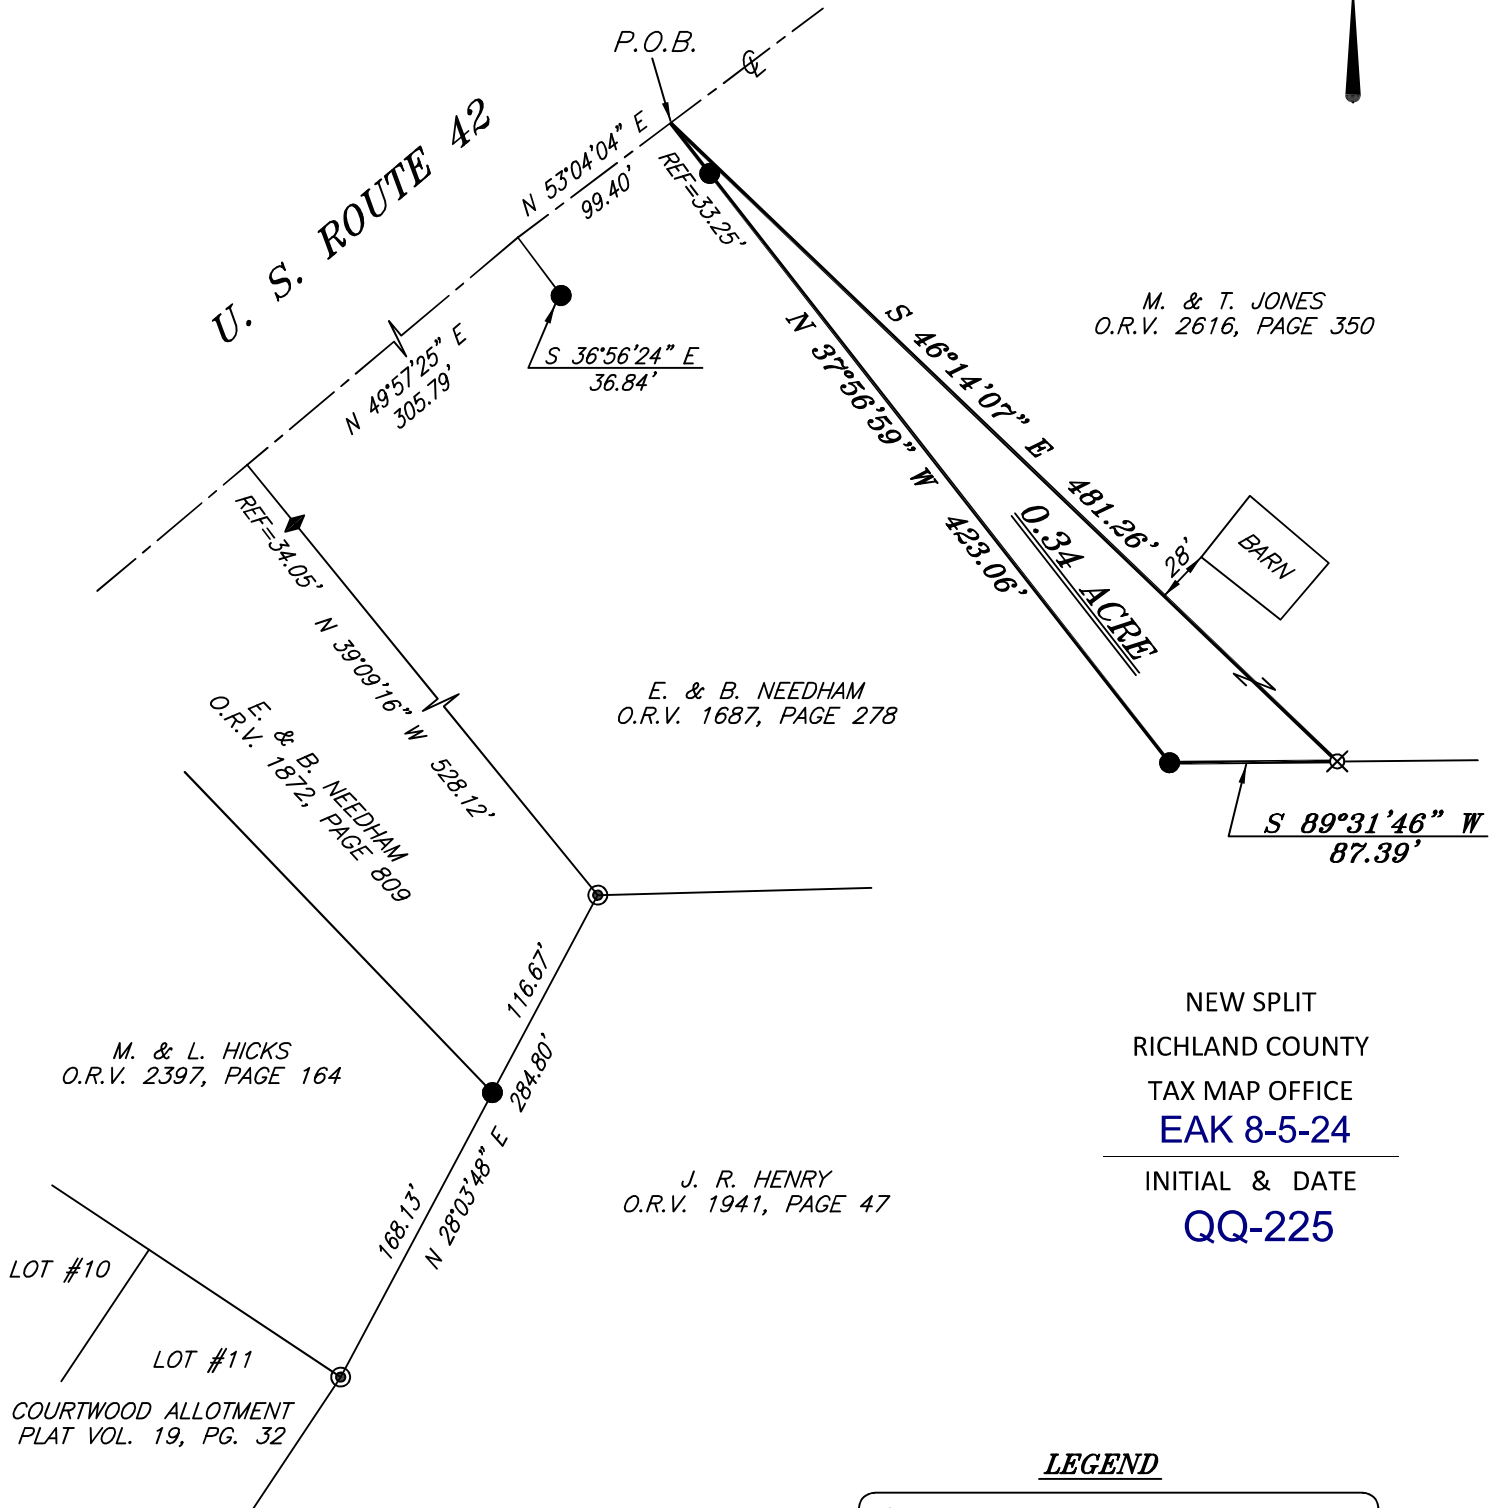 P.O.B.
℄
U. S. ROUTE 42
N 53°04'04" E
99.40'
REF=33.25'
S 36°56'24" E
36.84'
N 49°57'25" E
305.79'
M. & T. JONES
O.R.V. 2616, PAGE 350
S 46°14'07" E 481.26'
N 37°56'59" W 423.06'
0.34 ACRE
28'
BARN
REF=34.05'
N 39°09'16" W 528.12'
E. & B. NEEDHAM
O.R.V. 1687, PAGE 278
E. & B. NEEDHAM
O.R.V. 1872, PAGE 809
S 89°31'46" W
87.39'
116.67'
284.80'
N 28°03'48" E
168.13'
M. & L. HICKS
O.R.V. 2397, PAGE 164
J. R. HENRY
O.R.V. 1941, PAGE 47
NEW SPLIT
RICHLAND COUNTY
TAX MAP OFFICE
EAK 8-5-24
INITIAL & DATE
QQ-225
LOT #10
LOT #11
COURTWOOD ALLOTMENT
PLAT VOL. 19, PG. 32
LEGEND